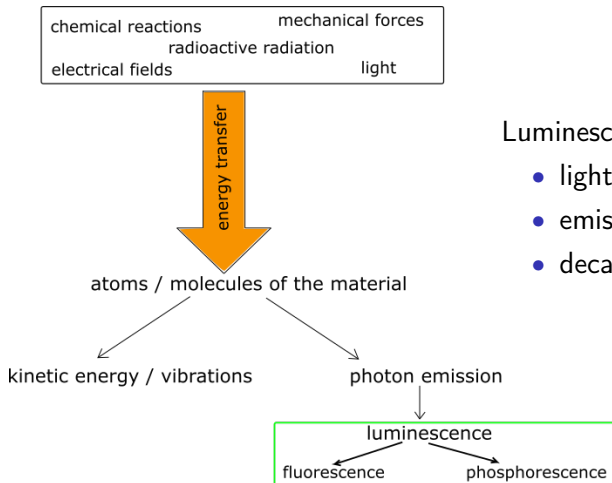 chemical reactions mechanical forces
radioactive radiation
electrical fields light
energy transfer
atoms / molecules of the material
kinetic energy / vibrations photon emission
luminescence
fluorescence phosphorescence
Luminesc
• light
• emis
• deca